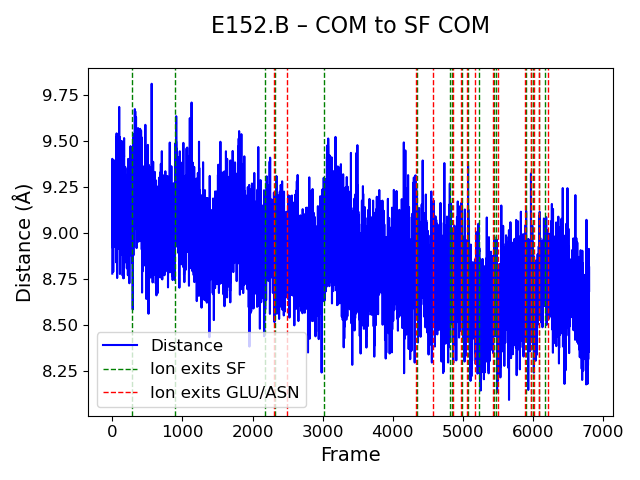 E152.B – COM to SF COM
Distance (Å)
9.75
9.50
9.25
9.00
8.75
8.50
8.25
Distance
Ion exits SF
Ion exits GLU/ASN
0 1000 2000 3000 4000 5000 6000 7000
Frame